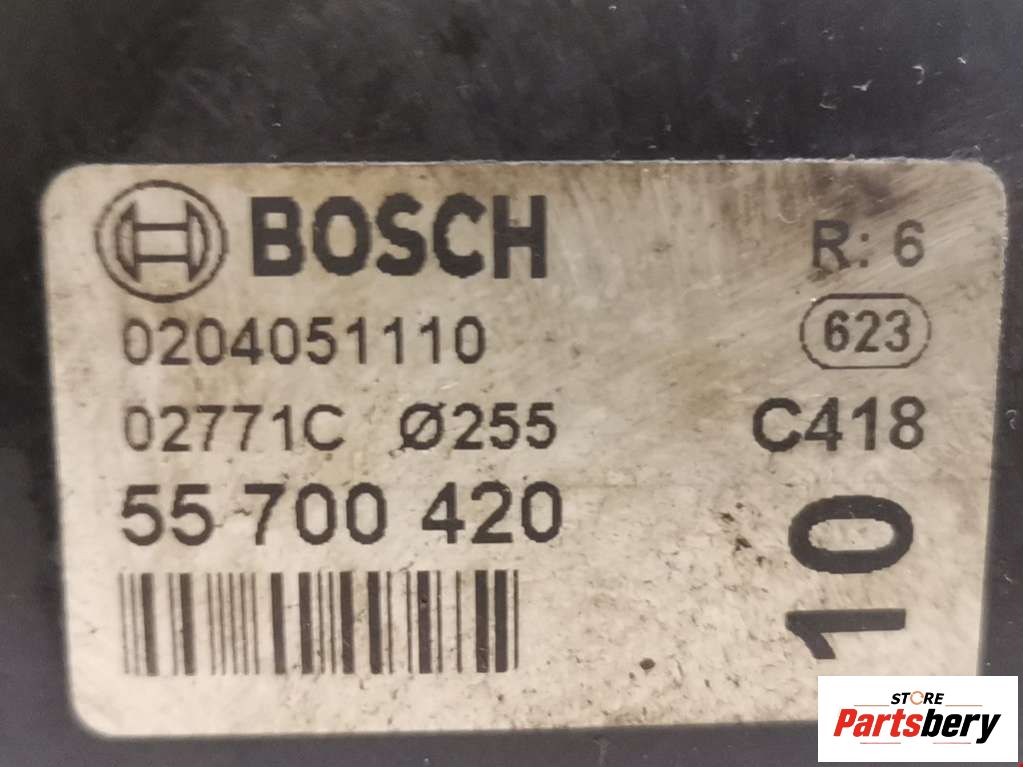 BOSCH R: 6
0204051110 623
02771C Ø255 C418
55 700 420
10
STORE
Partsbery